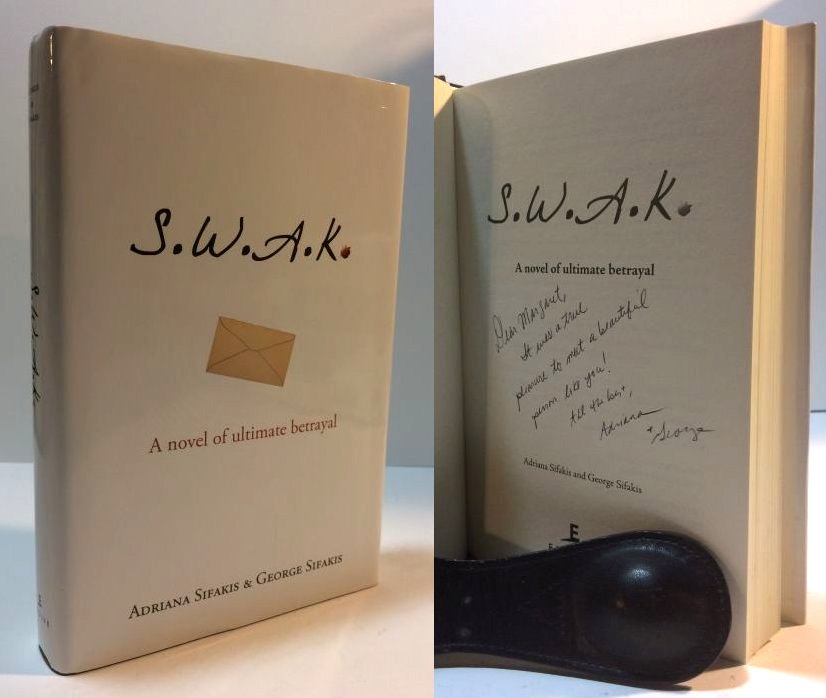 S.W.A.K.
A novel of ultimate betrayal
ADRIANA SIFAKIS & GEORGE SIFAKIS
S.W.A.K.
S.W.A.K.
A novel of ultimate betrayal
Dear Margaret,
It was a true
pleasure to meet a beautiful
person like you!
All the best,
Adriana
+ George
Adriana Sifakis and George Sifakis
E